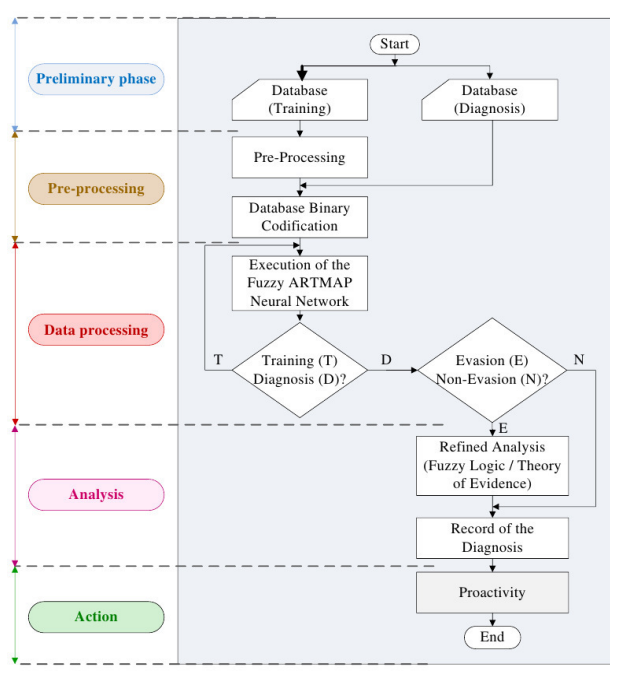 Start
Preliminary phase
Database
(Training)
Database
(Diagnosis)
Pre-Processing
Pre-processing
Database Binary
Codification
Execution of the
Fuzzy ARTMAP
Neural Network
Data processing
T
Training (T)
Diagnosis (D)?
D
Evasion (E)
Non-Evasion (N)?
N
E
Refined Analysis
(Fuzzy Logic / Theory
of Evidence)
Analysis
Record of the
Diagnosis
Proactivity
Action
End